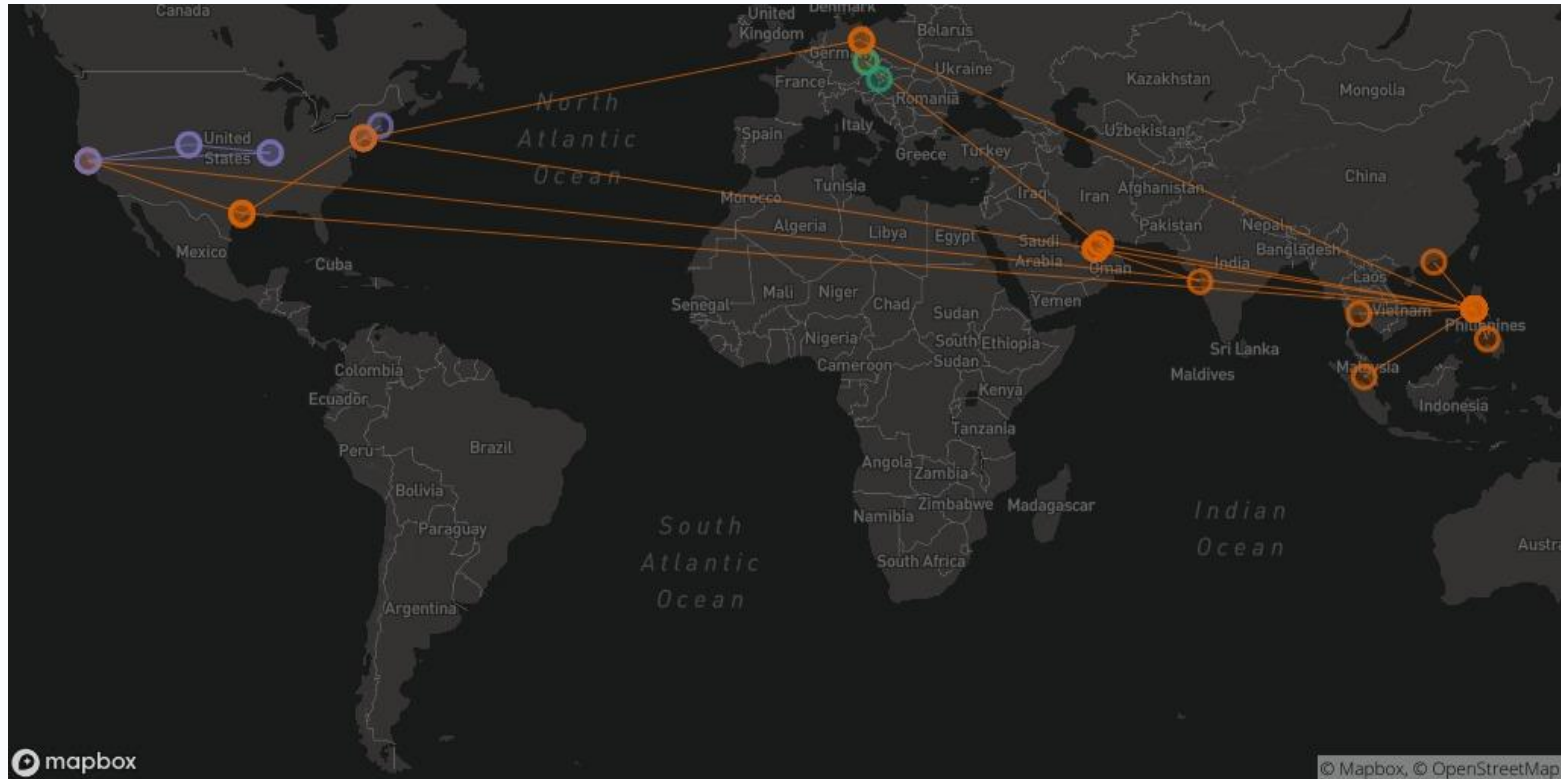 Canada
United
Kingdom
Denmark
Belarus
Germa
Ukraine
Kazakhstan
Mongolia
France
Romania
North
Atlantic
Ocean
United
States
Spain
Italy
Greece
Turkey
Uzbekistan
China
Morocco
Tunisia
Iraq
Iran
Afghanistan
Pakistan
Nepal
Bangladesh
Algeria
Libya
Egypt
Saudi
Arabia
Oman
India
Laos
Mexico
Cuba
Senegal
Mali
Niger
Chad
Sudan
Yemen
Vietnam
Philippines
Nigeria
South
Sudan
Ethiopia
Sri Lanka
Cameroon
Colombia
Maldives
Malaysia
Kenya
Ecuador
Indonesia
Tanzania
Peru
Brazil
Angola
Zambia
Bolivia
Zimbabwe
Madagascar
Namibia
Paraguay
South
Atlantic
Ocean
Indian
Ocean
South Africa
Austra
Argentina
mapbox
© Mapbox, © OpenStreetMap